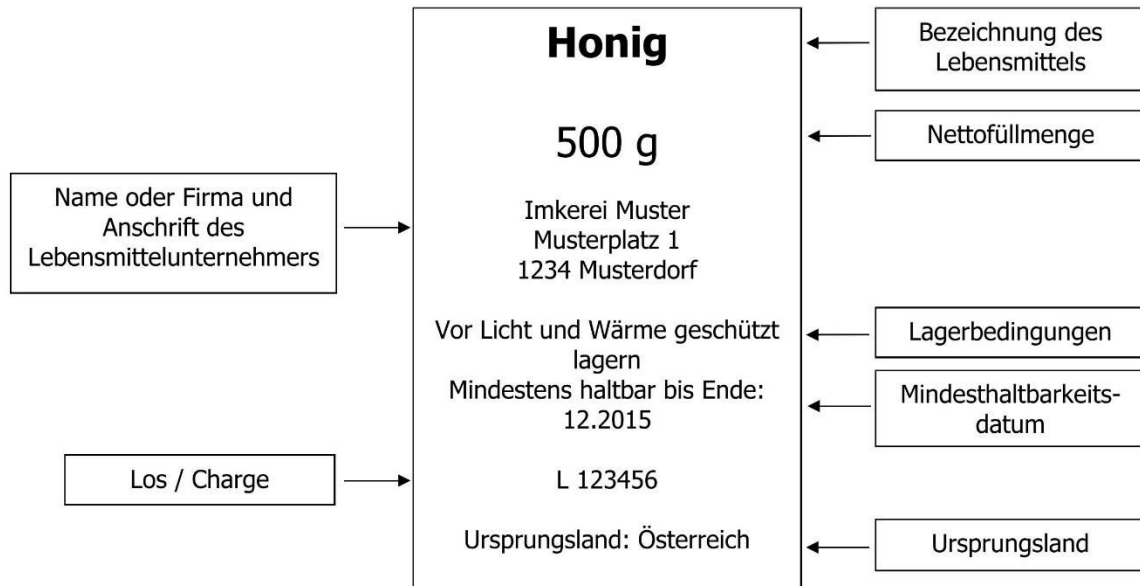 Honig
500 g
Imkerei Muster
Musterplatz 1
1234 Musterdorf
Vor Licht und Wärme geschützt
lagern
Mindestens haltbar bis Ende:
12.2015
L 123456
Ursprungsland: Österreich
Name oder Firma und
Anschrift des
Lebensmittelunternehmers
Los / Charge
Bezeichnung des
Lebensmittels
Nettofüllmenge
Lagerbedingungen
Mindesthaltbarkeits-
datum
Ursprungsland